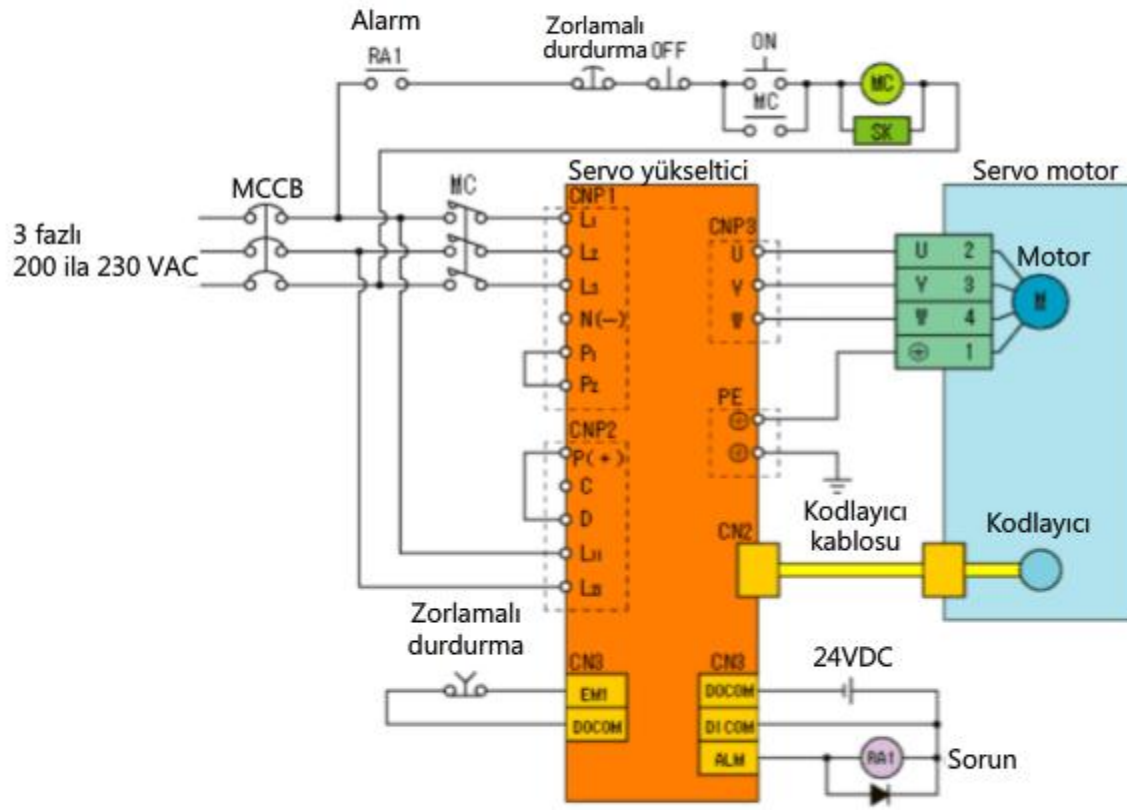 Alarm
RA1
Zorlamalı
durdurma
OFF
ON
MC
MC
SK
MCCB
MC
3 fazlı
200 ila 230 VAC
Servo yükseltici
Servo motor
CNP1
L1
L2
L3
N(−)
P1
P2
CNP2
P(+)
C
D
L11
L21
CNP3
U
V
W
PE
CN2
U 2
V 3
W 4
1
Motor
M
Kodlayıcı
kablosu
Kodlayıcı
Zorlamalı
durdurma
CN3
EM1
DOCOM
CN3
DOCOM
DICOM
ALM
24VDC
RA1
Sorun